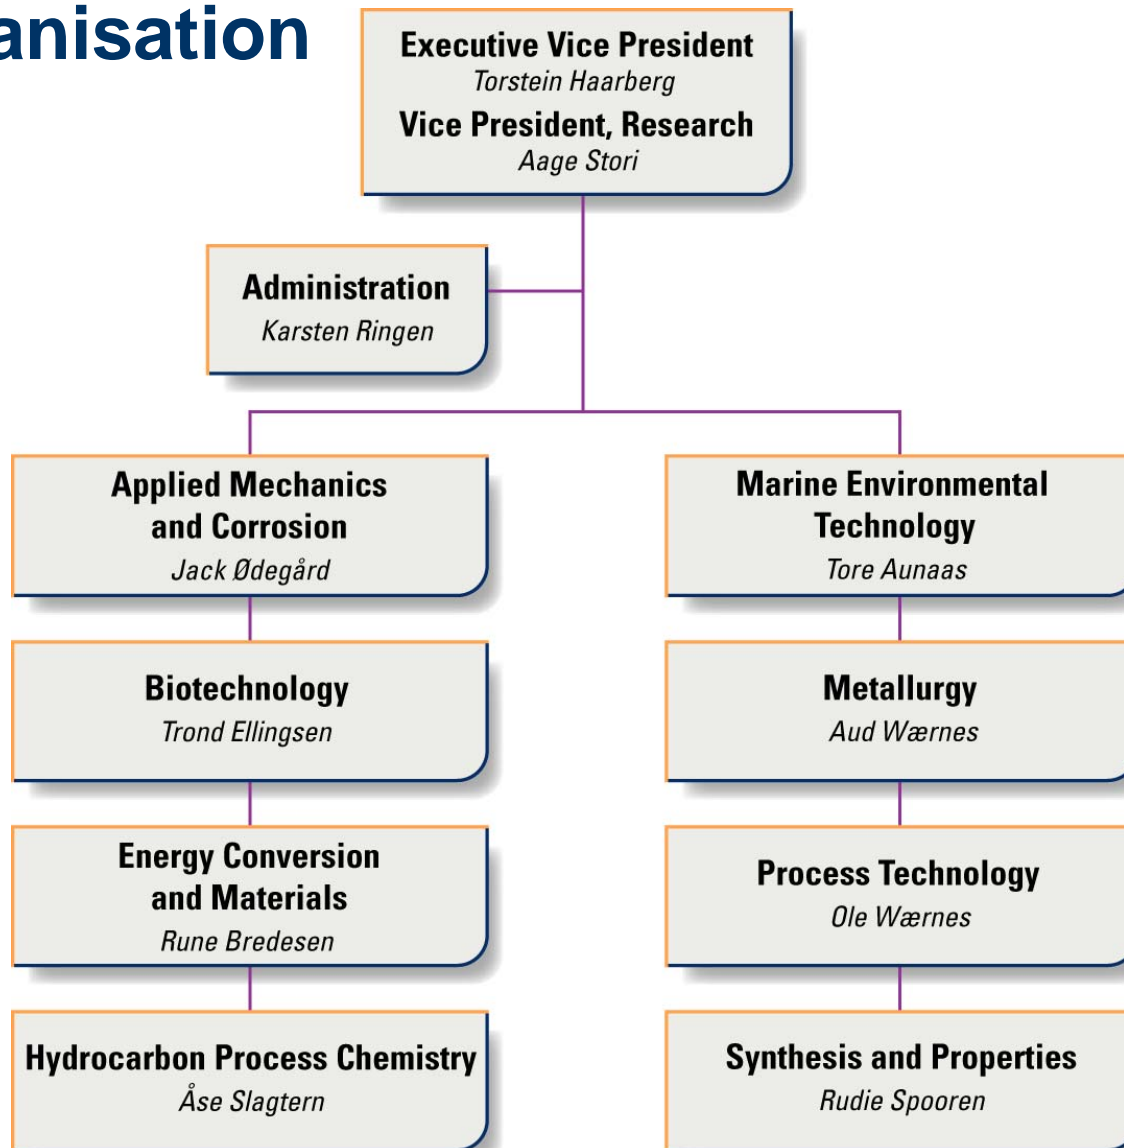 anisation
Executive Vice President
Torstein Haarberg
Vice President, Research
Aage Stori
Administration
Karsten Ringen
Applied Mechanics
and Corrosion
Jack Ødegård
Marine Environmental
Technology
Tore Aunaas
Biotechnology
Trond Ellingsen
Metallurgy
Aud Wærnes
Energy Conversion
and Materials
Rune Bredesen
Process Technology
Ole Wærnes
Hydrocarbon Process Chemistry
Åse Slagtern
Synthesis and Properties
Rudie Spooren